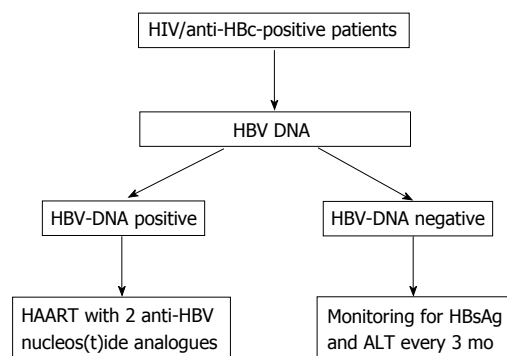 HIV/anti-HBc-positive patients
HBV DNA
HBV-DNA positive
HBV-DNA negative
HAART with 2 anti-HBV
nucleos(t)ide analogues
Monitoring for HBsAg
and ALT every 3 mo